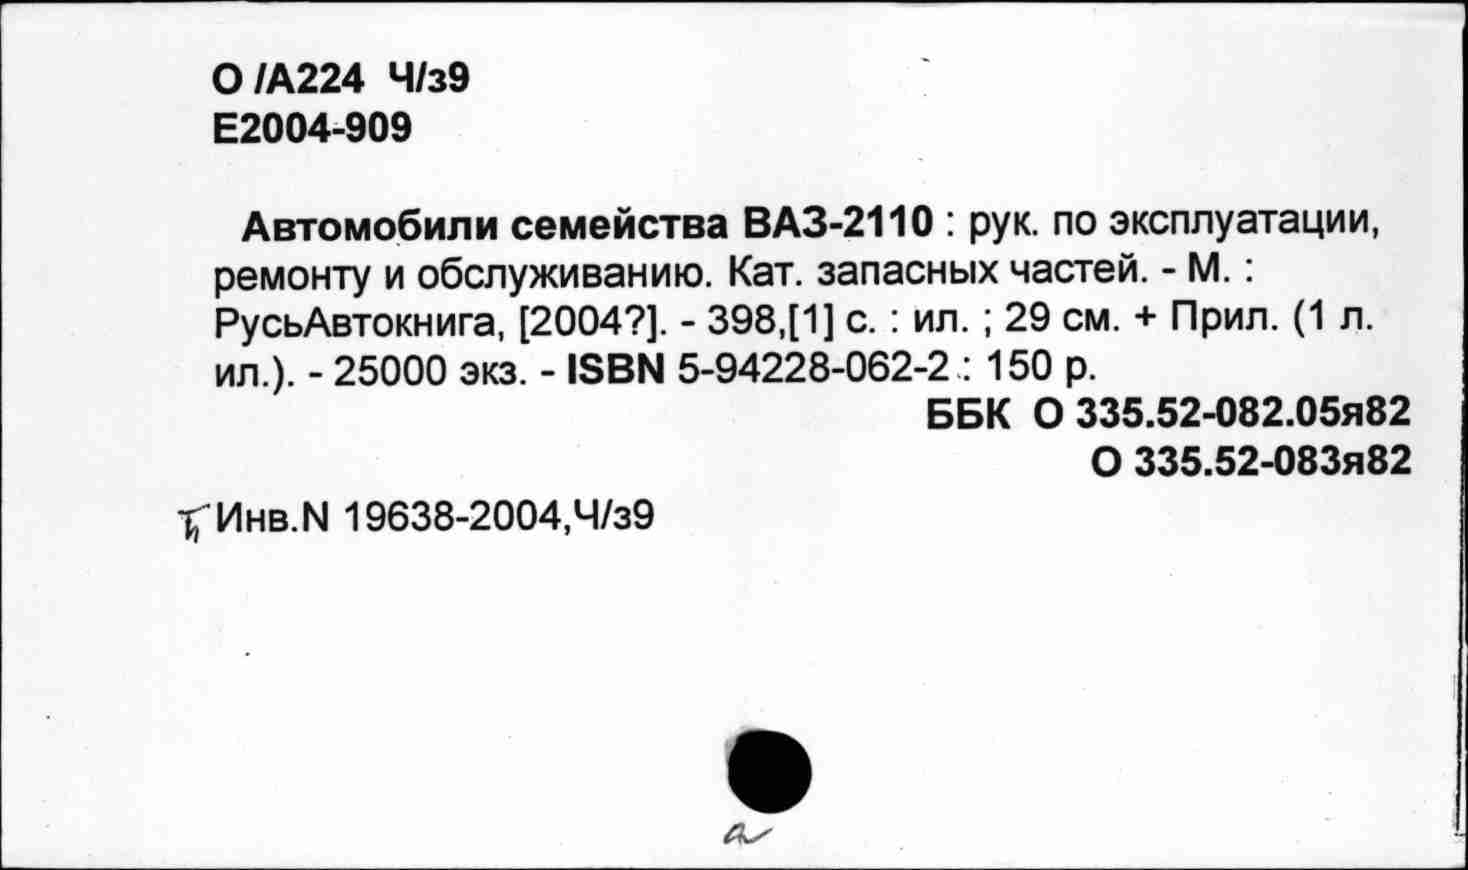 О /А224 Ч/з9
Е2004-909
Автомобили семейства ВАЗ-2110 : рук. по эксплуатации,
ремонту и обслуживанию. Кат. запасных частей. - М. :
РусьАвтокнига, [2004?]. - 398,[1] с. : ил. ; 29 см. + Прил. (1 л.
ил.). - 25000 экз. - ISBN 5-94228-062-2 : 150 р.
ББК О 335.52-082.05я82
О 335.52-083я82
Инв.N 19638-2004,Ч/з9